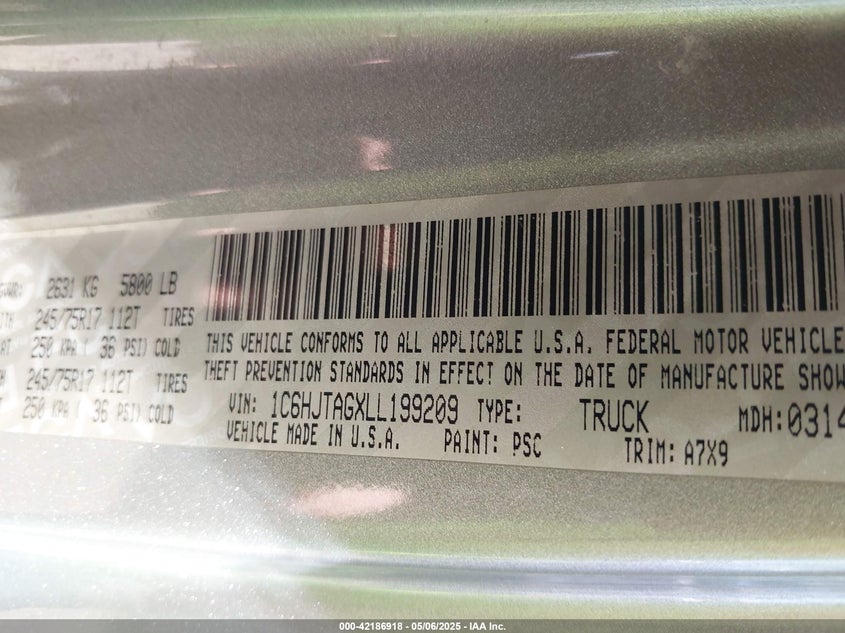 2631 KG 5800 LB
245/75R17 112T TIRES
250 KPA ( 36 PSI) COLD
245/75R17 112T TIRES
250 KPA ( 36 PSI) COLD
THIS VEHICLE CONFORMS TO ALL APPLICABLE U.S.A. FEDERAL MOTOR VEHICLE
THEFT PREVENTION STANDARDS IN EFFECT ON THE DATE OF MANUFACTURE SHOW
VIN: 1C6HJTAGXLL199209 TYPE: TRUCK MDH: 0314
VEHICLE MADE IN U.S.A. PAINT: PSC TRIM: A7X9
000-42186918 - 05/06/2025 - IAA Inc.